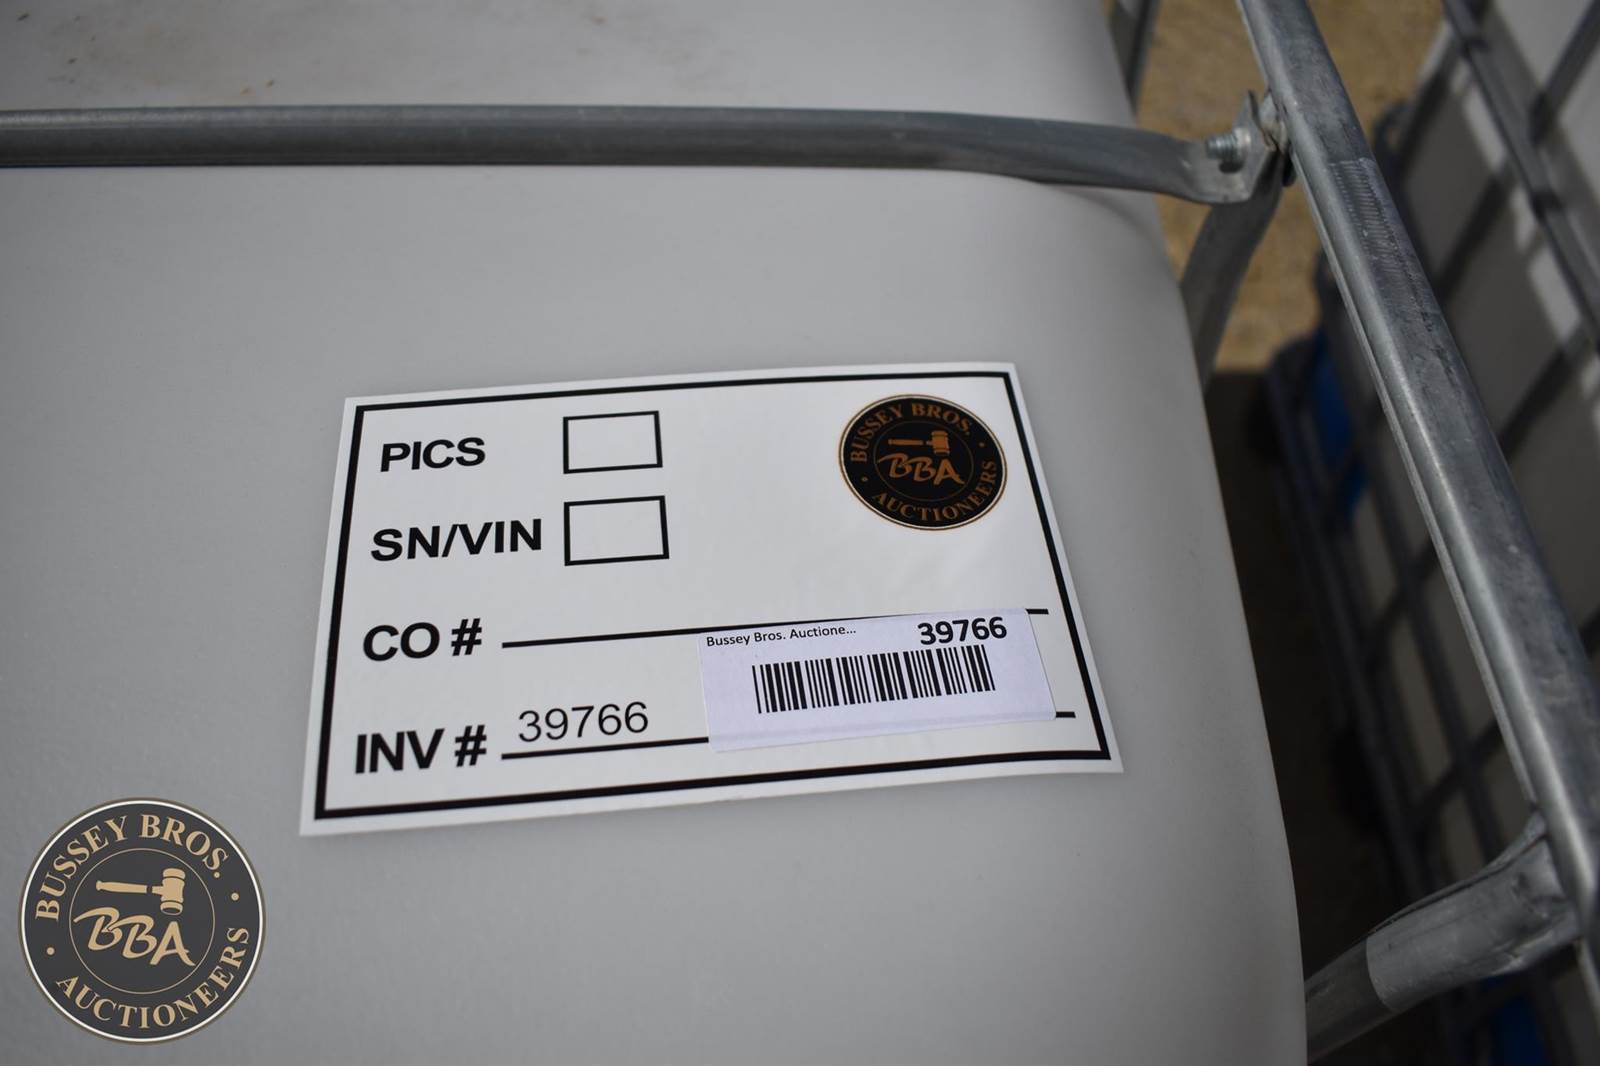 PICS
SN/VIN
CO #
INV # 39766
Bussey Bros. Auctione... 39766
BUSSEY BROS.
BBA
AUCTIONEERS
BUSSEY BROS.
BBA
AUCTIONEERS